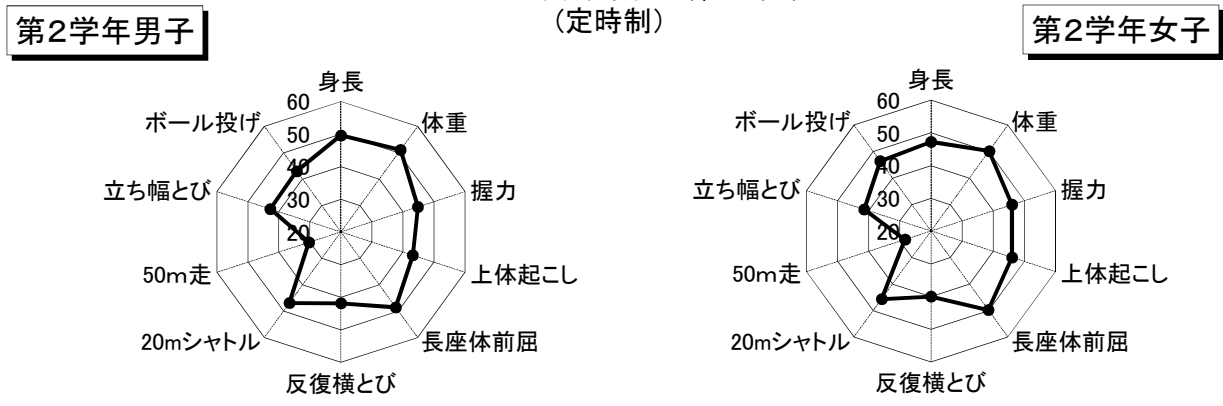 (定時制)
第2学年男子
身長
体重
握力
上体起こし
長座体前屈
反復横とび
20mシャトル
50m走
立ち幅とび
ボール投げ
60
50
40
30
20
第2学年女子
身長
体重
握力
上体起こし
長座体前屈
反復横とび
20mシャトル
50m走
立ち幅とび
ボール投げ
60
50
40
30
20